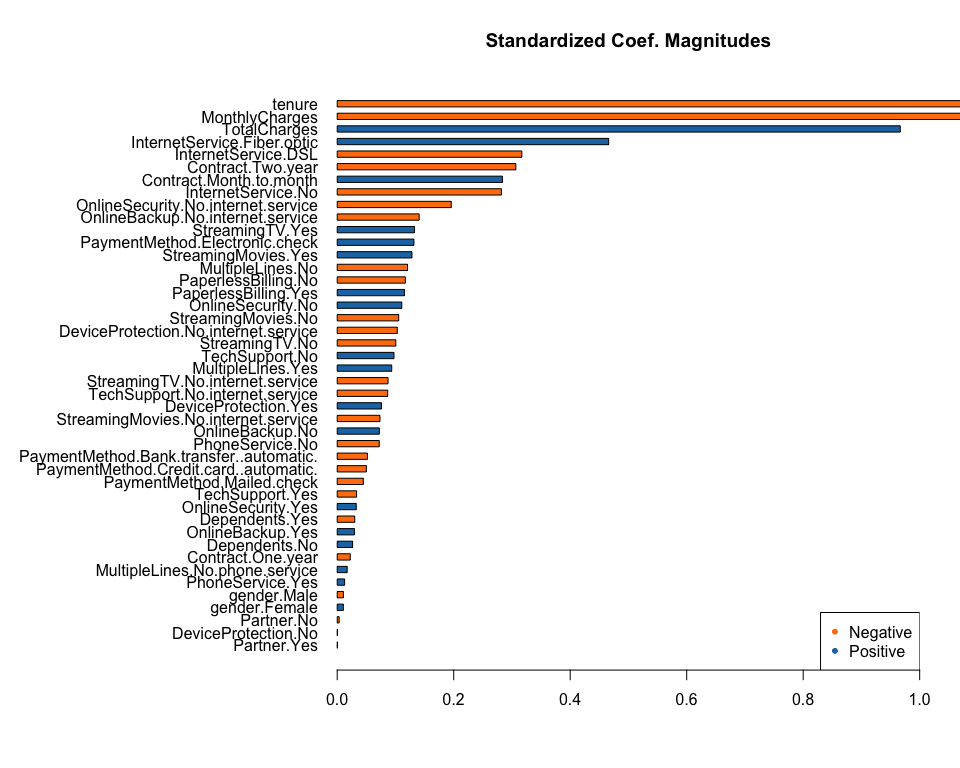 Standardized Coef. Magnitudes
tenure
MonthlyCharges
TotalCharges
InternetService.Fiber.optic
InternetService.DSL
Contract.Two.year
Contract.Month.to.month
InternetService.No
OnlineSecurity.No.internet.service
OnlineBackup.No.internet.service
StreamingTV.Yes
PaymentMethod.Electronic.check
StreamingMovies.Yes
MultipleLines.No
PaperlessBilling.No
PaperlessBilling.Yes
OnlineSecurity.No
StreamingMovies.No
DeviceProtection.No.internet.service
StreamingTV.No
TechSupport.No
MultipleLines.Yes
StreamingTV.No.internet.service
TechSupport.No.internet.service
DeviceProtection.Yes
StreamingMovies.No.internet.service
OnlineBackup.No
PhoneService.No
PaymentMethod.Bank.transfer..automatic.
PaymentMethod.Credit.card..automatic.
PaymentMethod.Mailed.check
TechSupport.Yes
OnlineSecurity.Yes
Dependents.Yes
OnlineBackup.Yes
Dependents.No
Contract.One.year
MultipleLines.No.phone.service
PhoneService.Yes
gender.Male
gender.Female
Partner.No
DeviceProtection.No
Partner.Yes
Negative
Positive
0.0 0.2 0.4 0.6 0.8 1.0